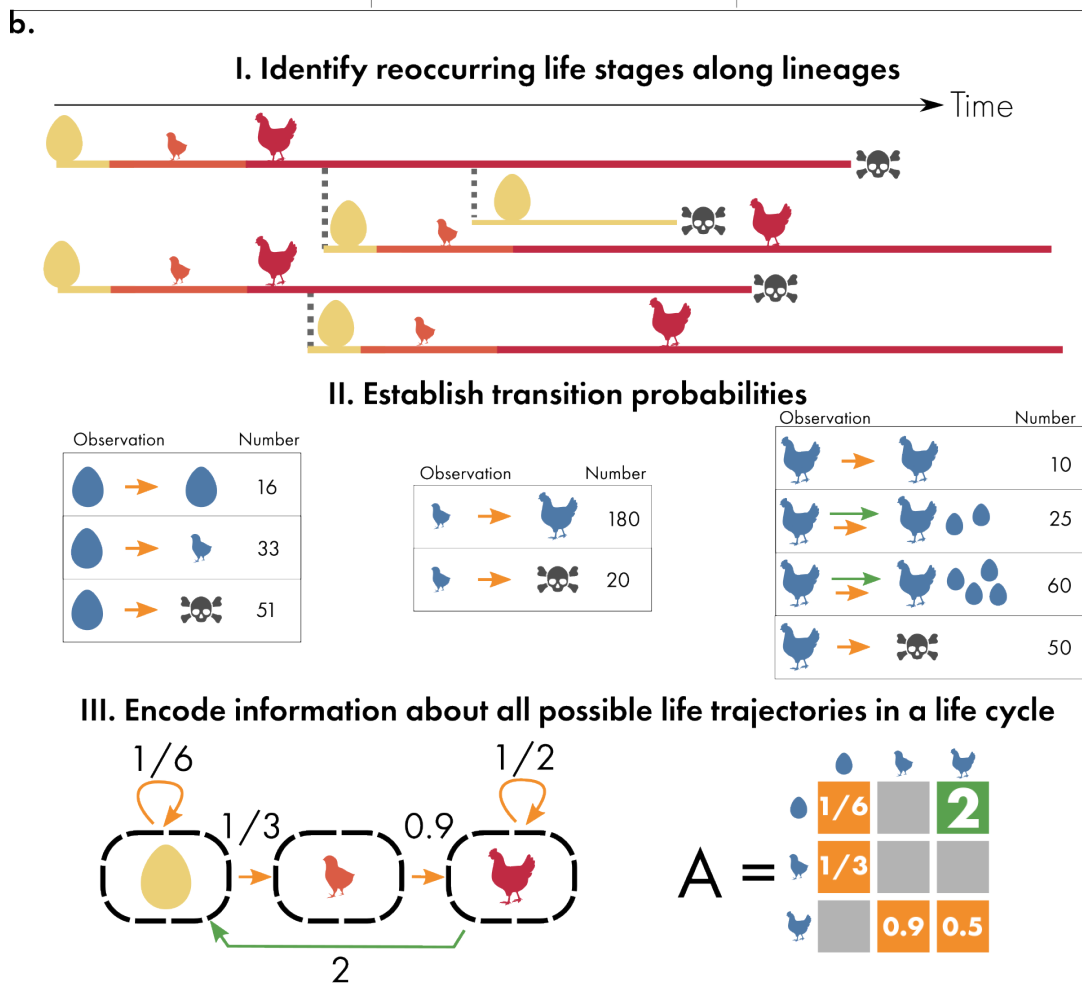 b.
I. Identify reoccurring life stages along lineages
Time
II. Establish transition probabilities
Observation Number
16
33
51
Observation Number
180
20
Observation Number
10
25
60
50
III. Encode information about all possible life trajectories in a life cycle
1/6 1/2
1/3 0.9
2
A =
1/6 2
1/3
0.9 0.5